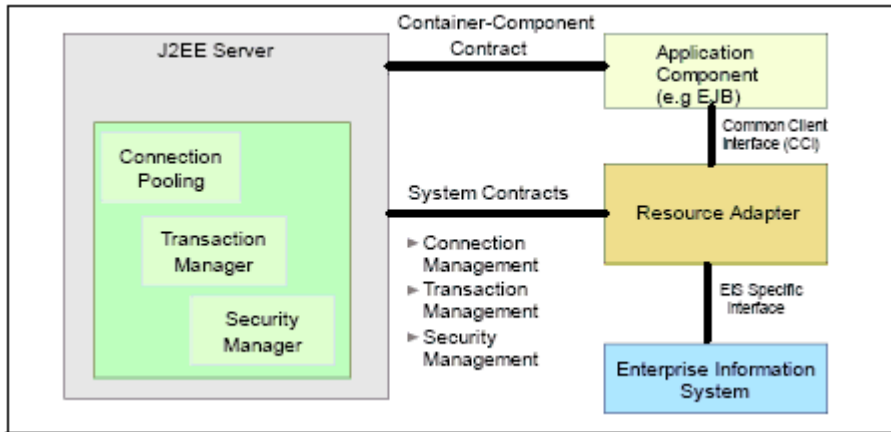 J2EE Server
Connection
Pooling
Transaction
Manager
Security
Manager
Container-Component
Contract
System Contracts
Connection
Management
Transaction
Management
Security
Management
Application
Component
(e.g EJB)
Common Client
Interface (CCI)
Resource Adapter
EIS Specific
Interface
Enterprise Information
System